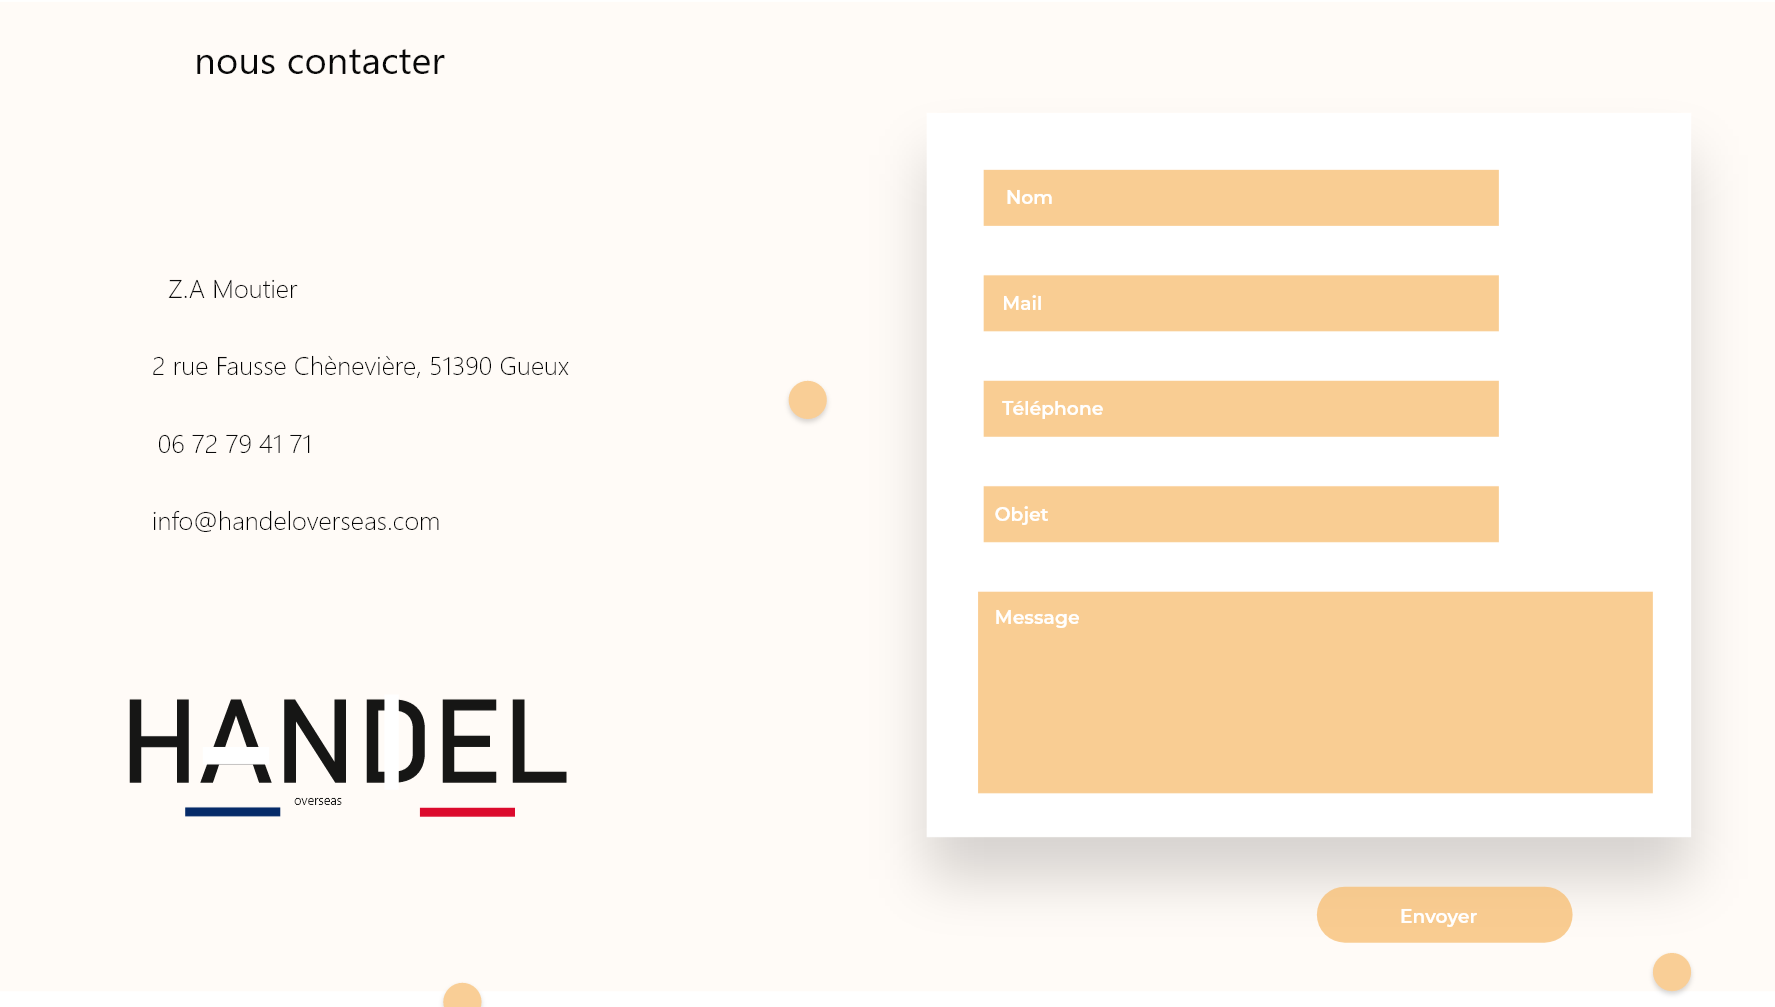 nous contacter
Z.A Moutier
2 rue Fausse Chènevière, 51390 Gueux
06 72 79 41 71
info@handeloverseas.com
HANDEL
overseas
Nom
Mail
Téléphone
Objet
Message
Envoyer